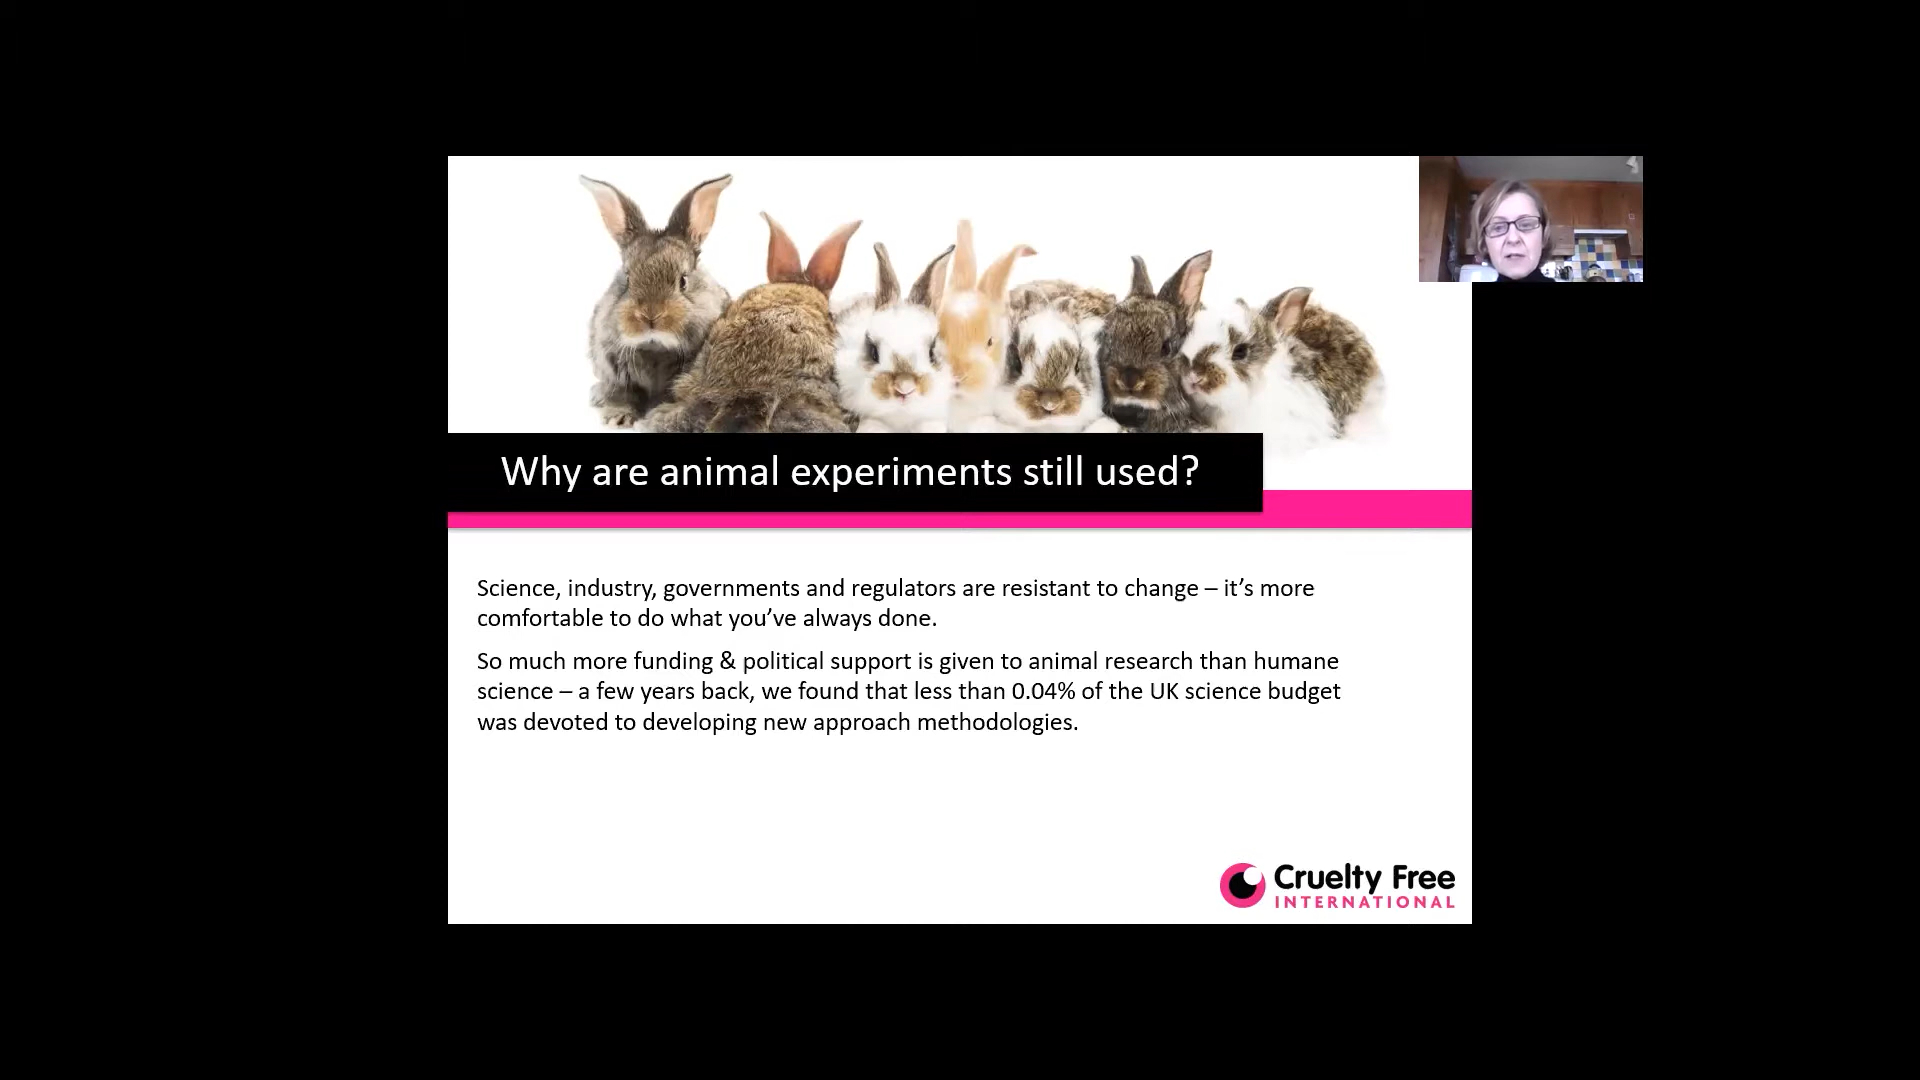 Why are animal experiments still used?
Science, industry, governments and regulators are resistant to change – it’s more
comfortable to do what you’ve always done.
So much more funding & political support is given to animal research than humane
science – a few years back, we found that less than 0.04% of the UK science budget
was devoted to developing new approach methodologies.
Cruelty Free
INTERNATIONAL